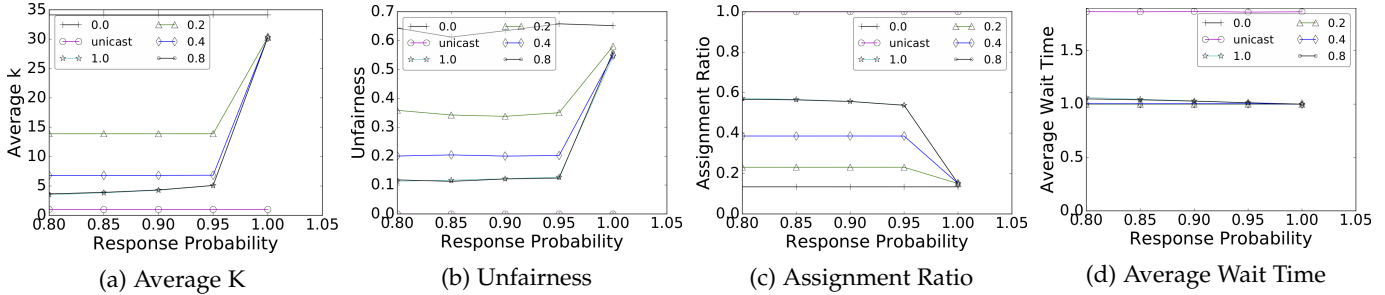 Average k
35
30
25
20
15
10
5
0
0.0
unicast
1.0
0.2
0.4
0.8
0.80 0.85 0.90 0.95 1.00 1.05
Response Probability
(a) Average K
Unfairness
0.7
0.6
0.5
0.4
0.3
0.2
0.1
0.0
0.0
unicast
1.0
0.2
0.4
0.8
0.80 0.85 0.90 0.95 1.00 1.05
Response Probability
(b) Unfairness
Assignment Ratio
1.0
0.8
0.6
0.4
0.2
0.0
0.0
unicast
1.0
0.2
0.4
0.8
0.80 0.85 0.90 0.95 1.00 1.05
Response Probability
(c) Assignment Ratio
Average Wait Time
1.5
1.0
0.5
0.0
0.0
unicast
1.0
0.2
0.4
0.8
0.80 0.85 0.90 0.95 1.00 1.05
Response Probability
(d) Average Wait Time